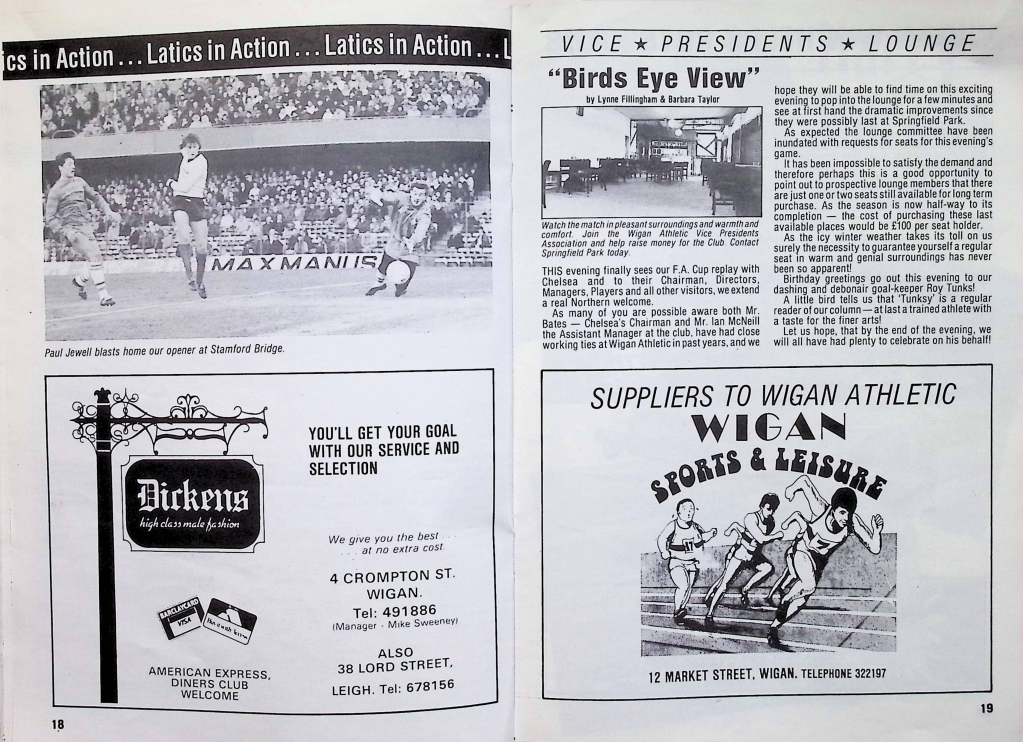 ics in Action ... Latics in Action ... Latics in Action ... L
MAXMANUS
Paul Jewell blasts home our opener at Stamford Bridge.
Dickens
high class male fashion
BARCLAYCARD
VISA
YOU'LL GET YOUR GOAL
WITH OUR SERVICE AND
SELECTION
We give you the best . . .
. . . at no extra cost.
4 CROMPTON ST.
WIGAN.
Tel: 491886
(Manager - Mike Sweeney)
ALSO
38 LORD STREET,
LEIGH. Tel: 678156
AMERICAN EXPRESS,
DINERS CLUB
WELCOME
18
VICE ★ PRESIDENTS ★ LOUNGE
"Birds Eye View"
by Lynne Fillingham & Barbara Taylor
Watch the match in pleasant surroundings and warmth and
comfort. Join the Wigan Athletic Vice Presidents
Association and help raise money for the Club Contact
Springfield Park today.
THIS evening finally sees our F.A. Cup replay with
Chelsea and to their Chairman, Directors,
Managers, Players and all other visitors, we extend
a real Northern welcome.
As many of you are possible aware both Mr.
Bates — Chelsea's Chairman and Mr. Ian McNeill
the Assistant Manager at the club, have had close
working ties at Wigan Athletic in past years, and we
hope they will be able to find time on this exciting
evening to pop into the lounge for a few minutes and
see at first hand the dramatic improvements since
they were possibly last at Springfield Park.
As expected the lounge committee have been
inundated with requests for seats for this evening's
game.
It has been impossible to satisfy the demand and
therefore perhaps this is a good opportunity to
point out to prospective lounge members that there
are just one or two seats still available for long term
purchase. As the season is now half-way to its
completion — the cost of purchasing these last
available places would be £100 per seat holder.
As the icy winter weather takes its toll on us
surely the necessity to guarantee yourself a regular
seat in warm and genial surroundings has never
been so apparent!
Birthday greetings go out this evening to our
dashing and debonair goal-keeper Roy Tunks!
A little bird tells us that 'Tunksy' is a regular
reader of our column — at last a trained athlete with
a taste for the finer arts!
Let us hope, that by the end of the evening, we
will all have had plenty to celebrate on his behalf!
SUPPLIERS TO WIGAN ATHLETIC
WIGAN
SPORTS & LEISURE
12 MARKET STREET, WIGAN. TELEPHONE 322197
19